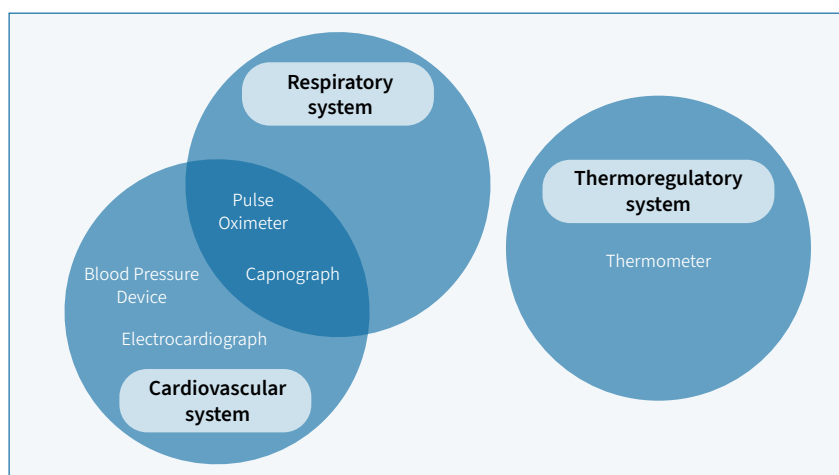 Respiratory
system
Pulse
Oximeter
Capnograph
Blood Pressure
Device
Electrocardiograph
Cardiovascular
system
Thermoregulatory
system
Thermometer